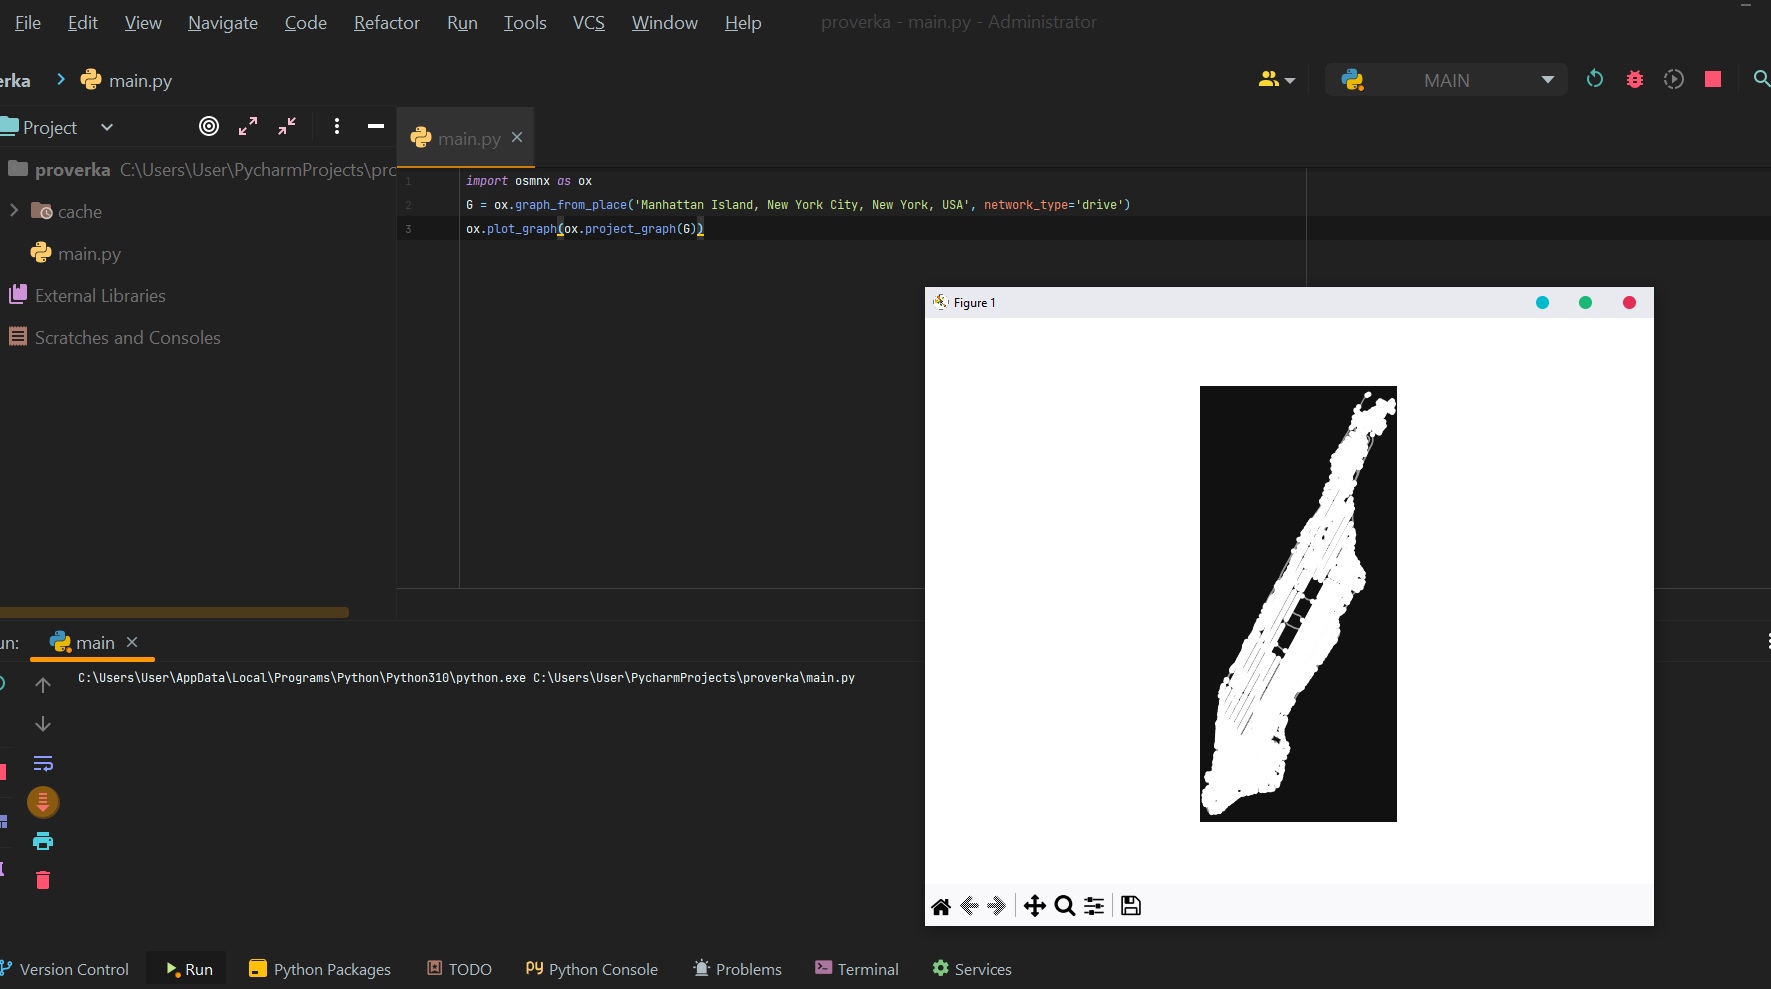 File Edit View Navigate Code Refactor Run Tools VCS Window Help proverka - main.py - Administrator
erka main.py MAIN
Project
main.py
proverka C:\Users\User\PycharmProjects\pro
cache
main.py
External Libraries
Scratches and Consoles
1 import osmnx as ox
2 G = ox.graph_from_place('Manhattan Island, New York City, New York, USA', network_type='drive')
3 ox.plot_graph(ox.project_graph(G))
Figure 1
un: main
C:\Users\User\AppData\Local\Programs\Python\Python310\python.exe C:\Users\User\PycharmProjects\proverka\main.py
Version Control Run Python Packages TODO Python Console Problems Terminal Services